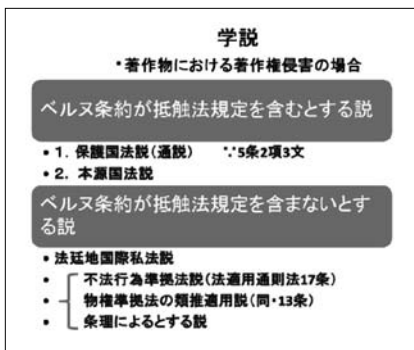 学説
・著作物における著作権侵害の場合
ベルヌ条約が抵触法規定を含むとする説
• 1．保護国法説（通説）　∵5条2項3文
• 2．本源国法説
ベルヌ条約が抵触法規定を含まないとす
る説
• 法廷地国際私法説
• 不法行為準拠法説（法適用通則法17条）
• 物権準拠法の類推適用説（同・13条）
• 条理によるとする説